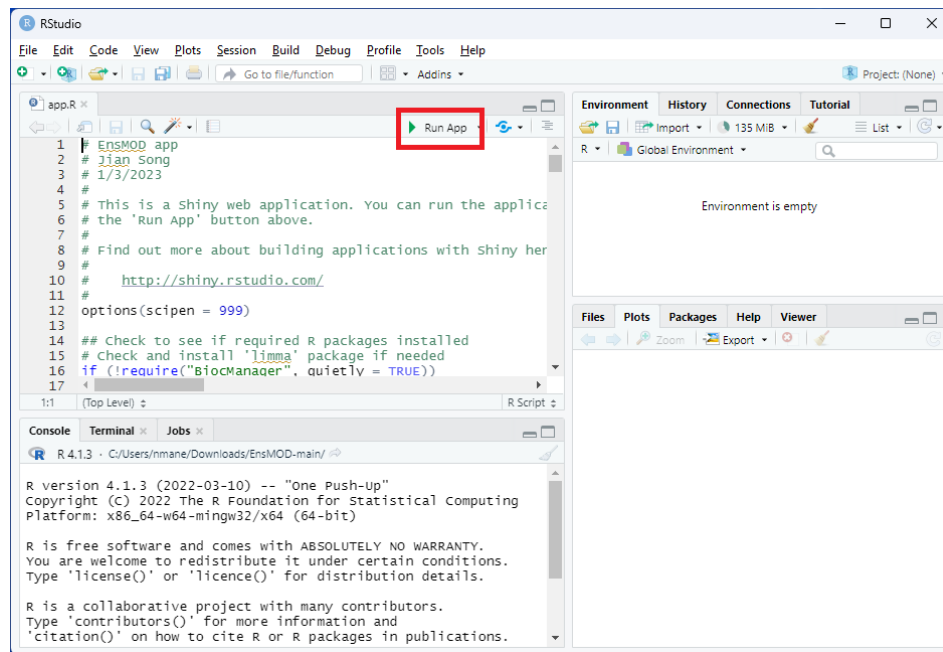 RStudio
File Edit Code View Plots Session Build Debug Profile Tools Help
Go to file/function Addins Project: (None)
app.R
Run App
1 # EnsMOD app
2 # Jian Song
3 # 1/3/2023
4 #
5 # This is a Shiny web application. You can run the applica
6 # the 'Run App' button above.
7 #
8 # Find out more about building applications with Shiny her
9 #
10 # http://shiny.rstudio.com/
11 #
12 options(scipen = 999)
13
14 ## Check to see if required R packages installed
15 # Check and install 'limma' package if needed
16 if (!require("BiocManager", quietly = TRUE))
17
1:1 (Top Level) R Script
Console Terminal Jobs
R 4.1.3 · C:/Users/nmane/Downloads/EnsMOD-main/
R version 4.1.3 (2022-03-10) -- "One Push-Up"
Copyright (C) 2022 The R Foundation for Statistical Computing
Platform: x86_64-w64-mingw32/x64 (64-bit)
R is free software and comes with ABSOLUTELY NO WARRANTY.
You are welcome to redistribute it under certain conditions.
Type 'license()' or 'licence()' for distribution details.
R is a collaborative project with many contributors.
Type 'contributors()' for more information and
'citation()' on how to cite R or R packages in publications.
Environment History Connections Tutorial
Import 135 MiB List
R Global Environment
Environment is empty
Files Plots Packages Help Viewer
Zoom Export